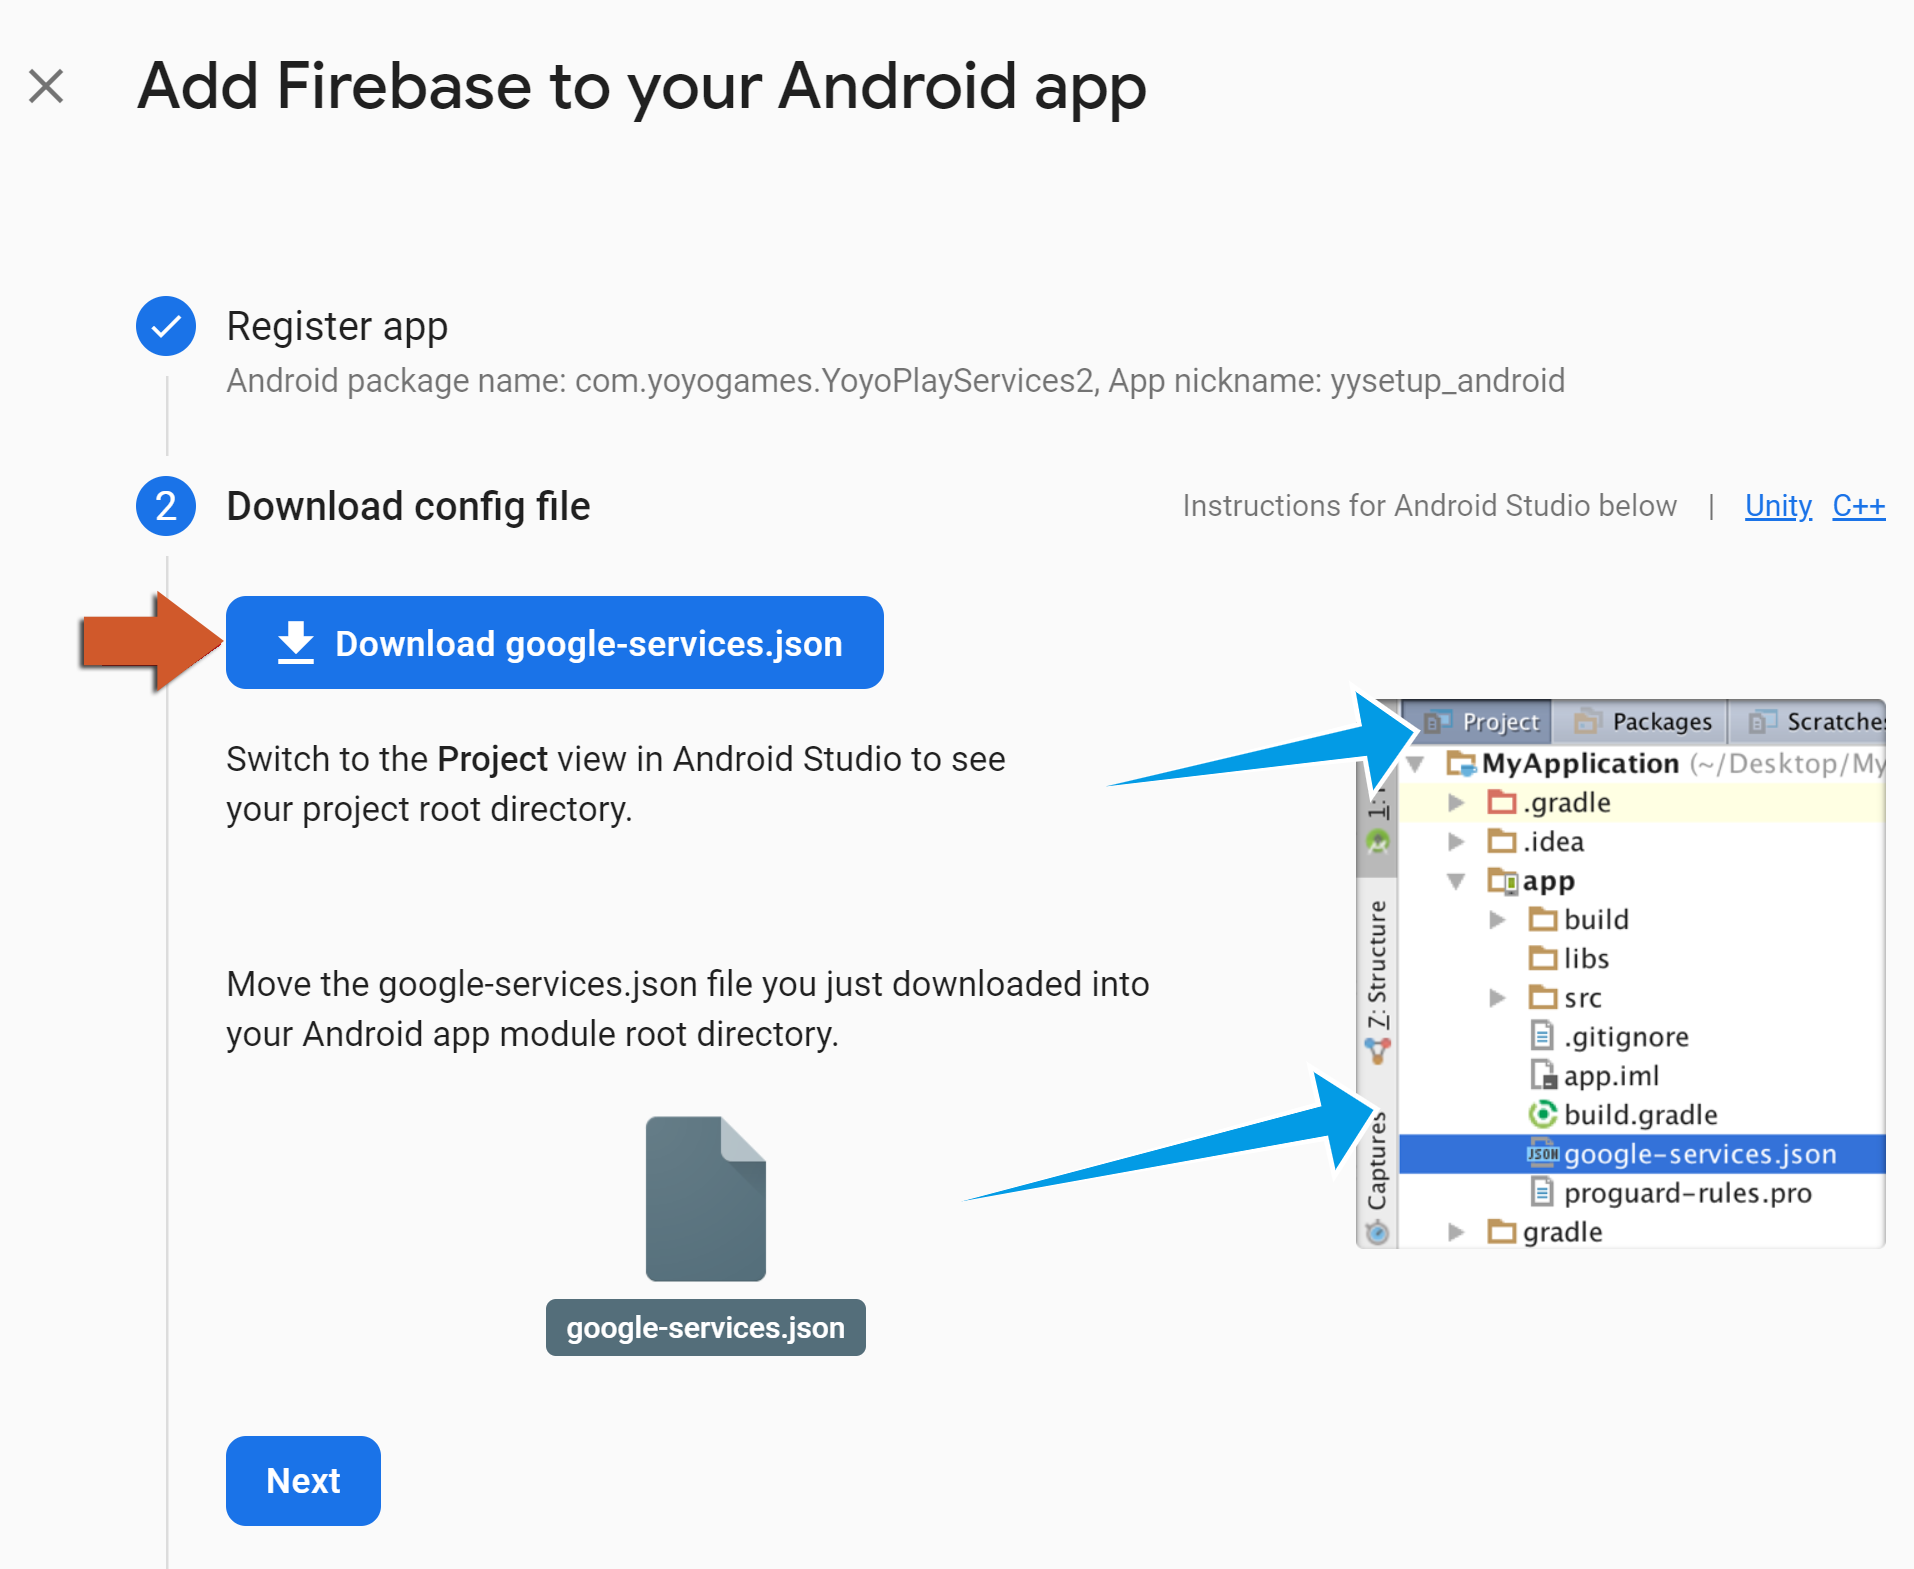 Add Firebase to your Android app
Register app
Android package name: com.yoyogames.YoyoPlayServices2, App nickname: yysetup_android
2
Download config file
Instructions for Android Studio below | Unity C++
Download google-services.json
Switch to the Project view in Android Studio to see
your project root directory.
Move the google-services.json file you just downloaded into
your Android app module root directory.
google-services.json
Next
Project Packages Scratches
MyApplication (~/Desktop/My
.gradle
.idea
app
build
libs
src
.gitignore
app.iml
build.gradle
JSON google-services.json
proguard-rules.pro
gradle
1:
7: Structure
Captures